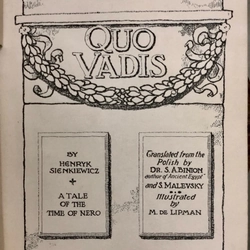 QUO
VADIS
BY
HENRYK
SIENKIEWICZ
A TALE
OF THE
TIME OF NERO
Translated from the
Polish by
DR. S. A. BINION
author of "Ancient Egypt"
and S. MALEVSKY
Illustrated
by
M. DE LIPMAN